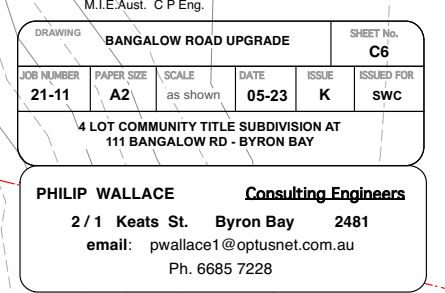 M.I.E.Aust. C P Eng.
DRAWING
BANGALOW ROAD UPGRADE
SHEET No.
C6
JOB NUMBER PAPER SIZE SCALE DATE ISSUE ISSUED FOR
21-11 A2 as shown 05-23 K SWC
4 LOT COMMUNITY TITLE SUBDIVISION AT
111 BANGALOW RD - BYRON BAY
PHILIP WALLACE Consulting Engineers
2 / 1 Keats St. Byron Bay 2481
email: pwallace1@optusnet.com.au
Ph. 6685 7228